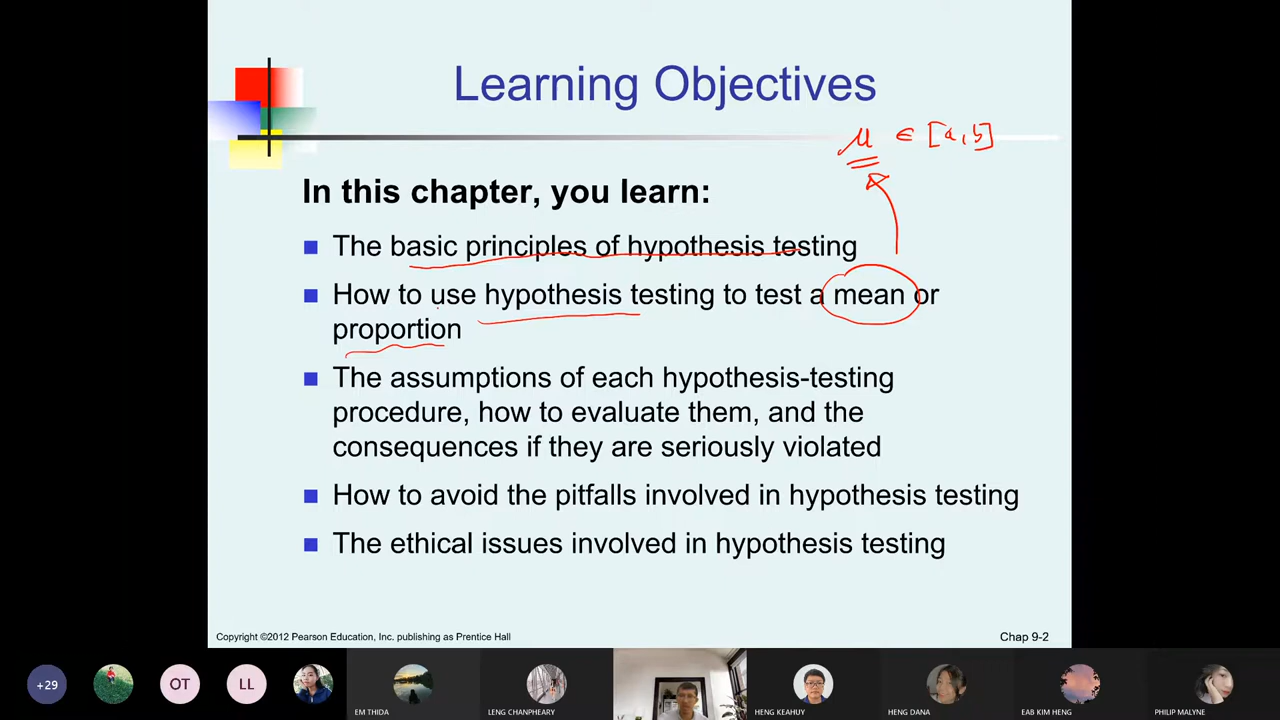 Learning Objectives
μ ∈ [a, b]
In this chapter, you learn:
The basic principles of hypothesis testing
How to use hypothesis testing to test a mean or
proportion
The assumptions of each hypothesis-testing
procedure, how to evaluate them, and the
consequences if they are seriously violated
How to avoid the pitfalls involved in hypothesis testing
The ethical issues involved in hypothesis testing
Copyright ©2012 Pearson Education, Inc. publishing as Prentice Hall
Chap 9-2
+29
OT
LL
EM THIDA
LENG CHANPHEARY
HENG KEAHUY
HENG DANA
EAB KIM HENG
PHILIP MALYNE